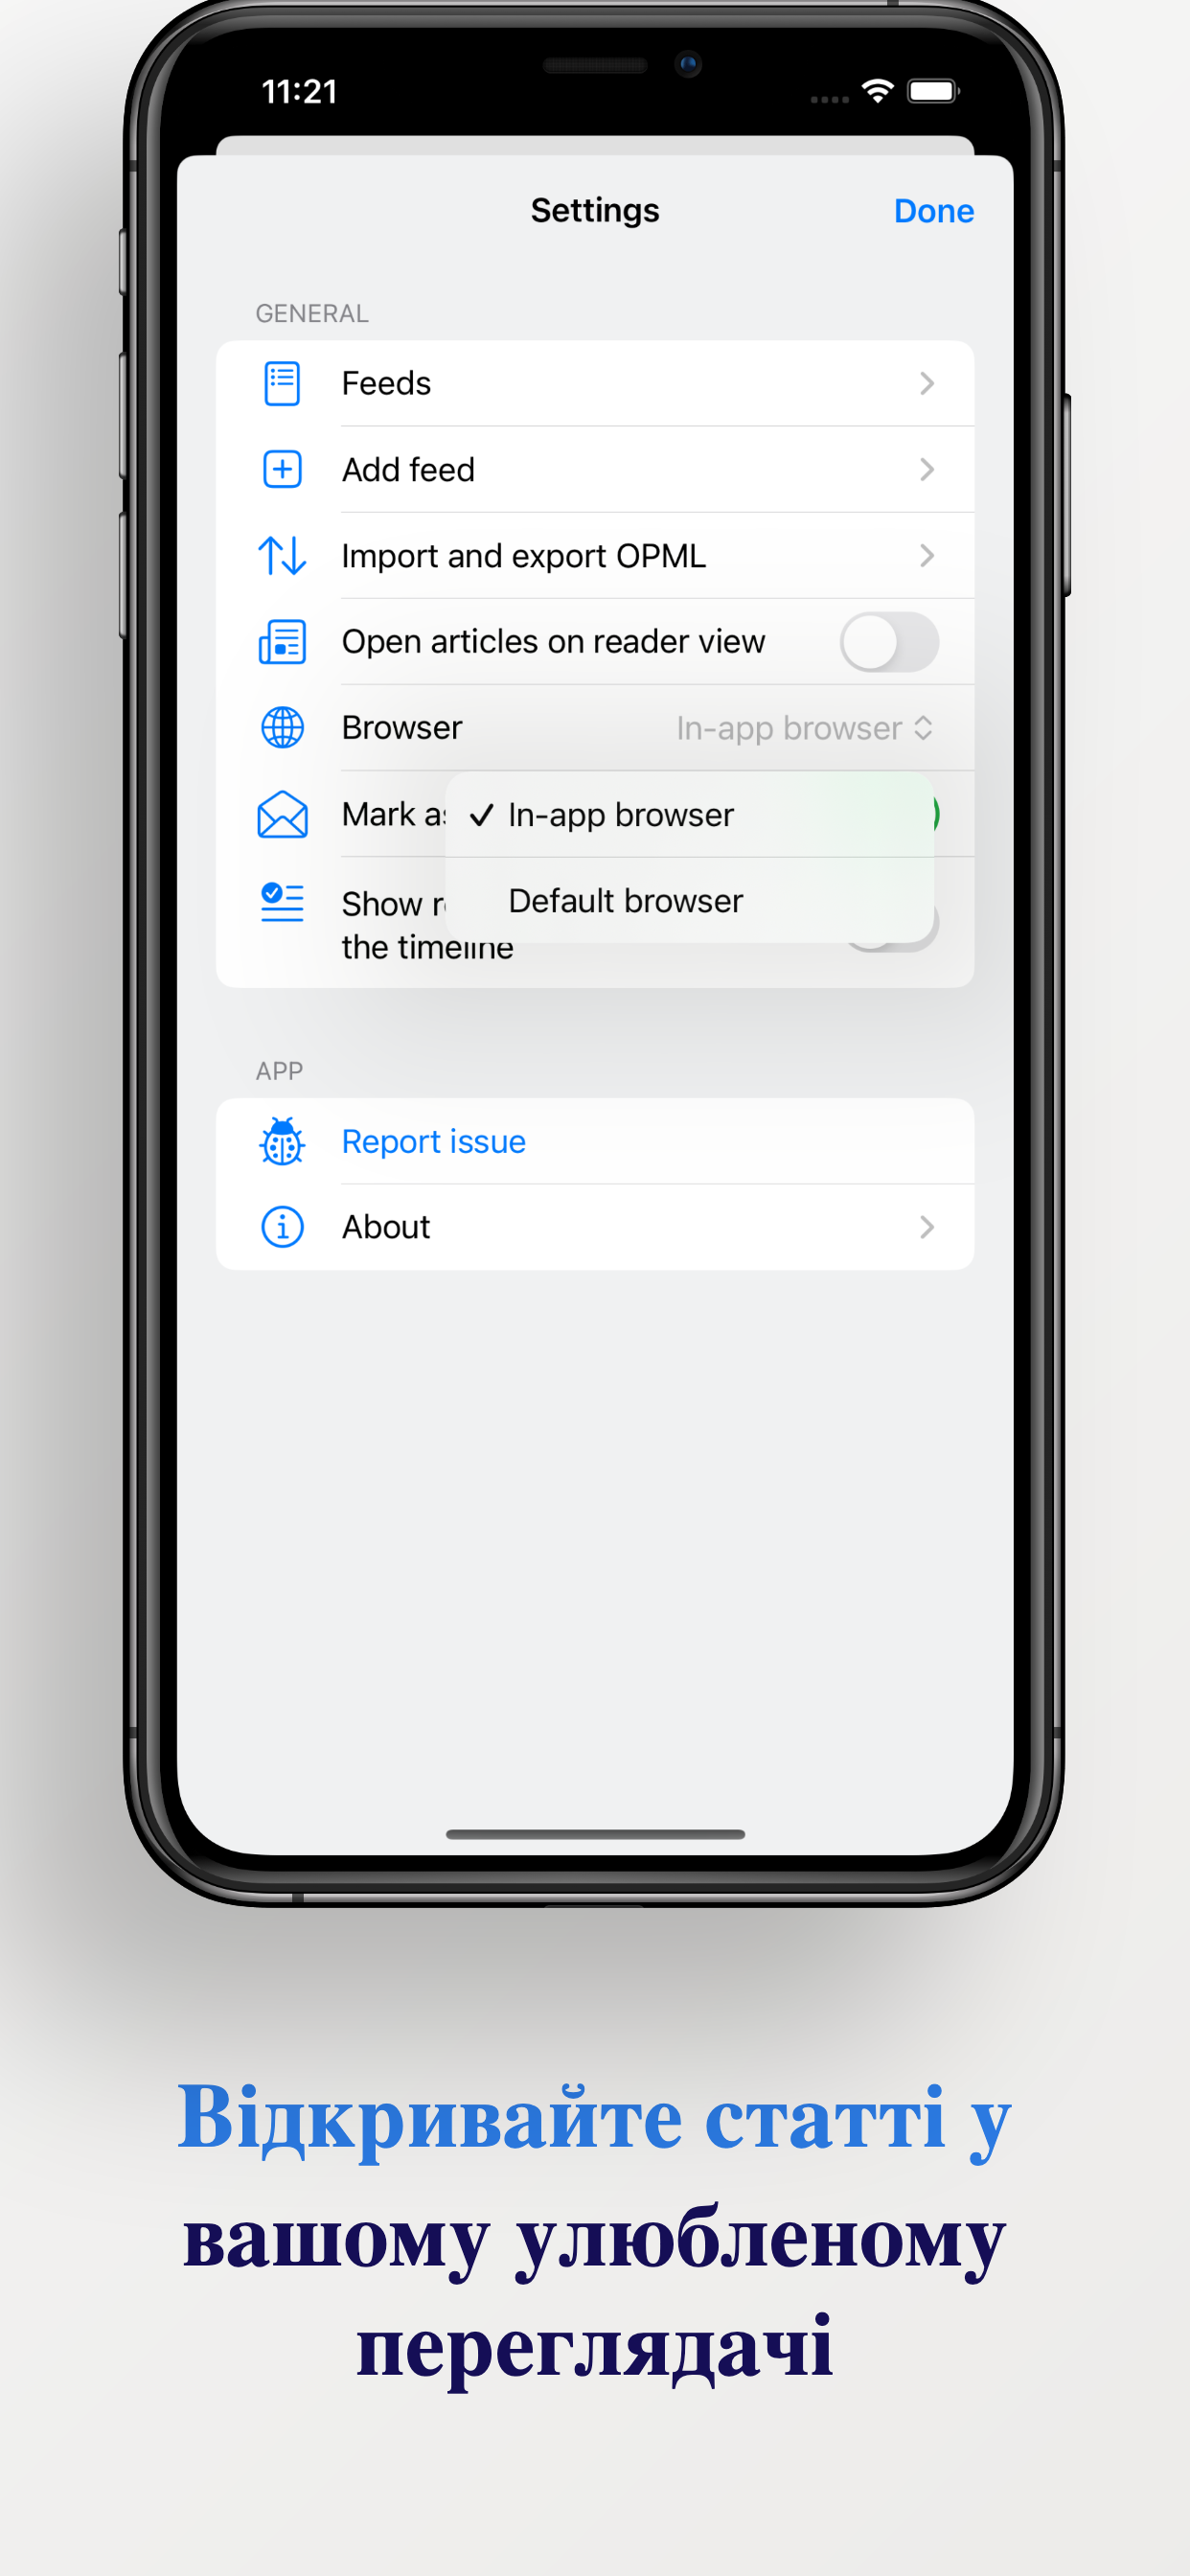 11:21
Settings
Done
GENERAL
Feeds
Add feed
Import and export OPML
Open articles on reader view
Browser
In-app browser
Mark
In-app browser
Show
Default browser
the timeline
APP
Report issue
About
Відкривайте статті у
вашому улюбленому
переглядачі